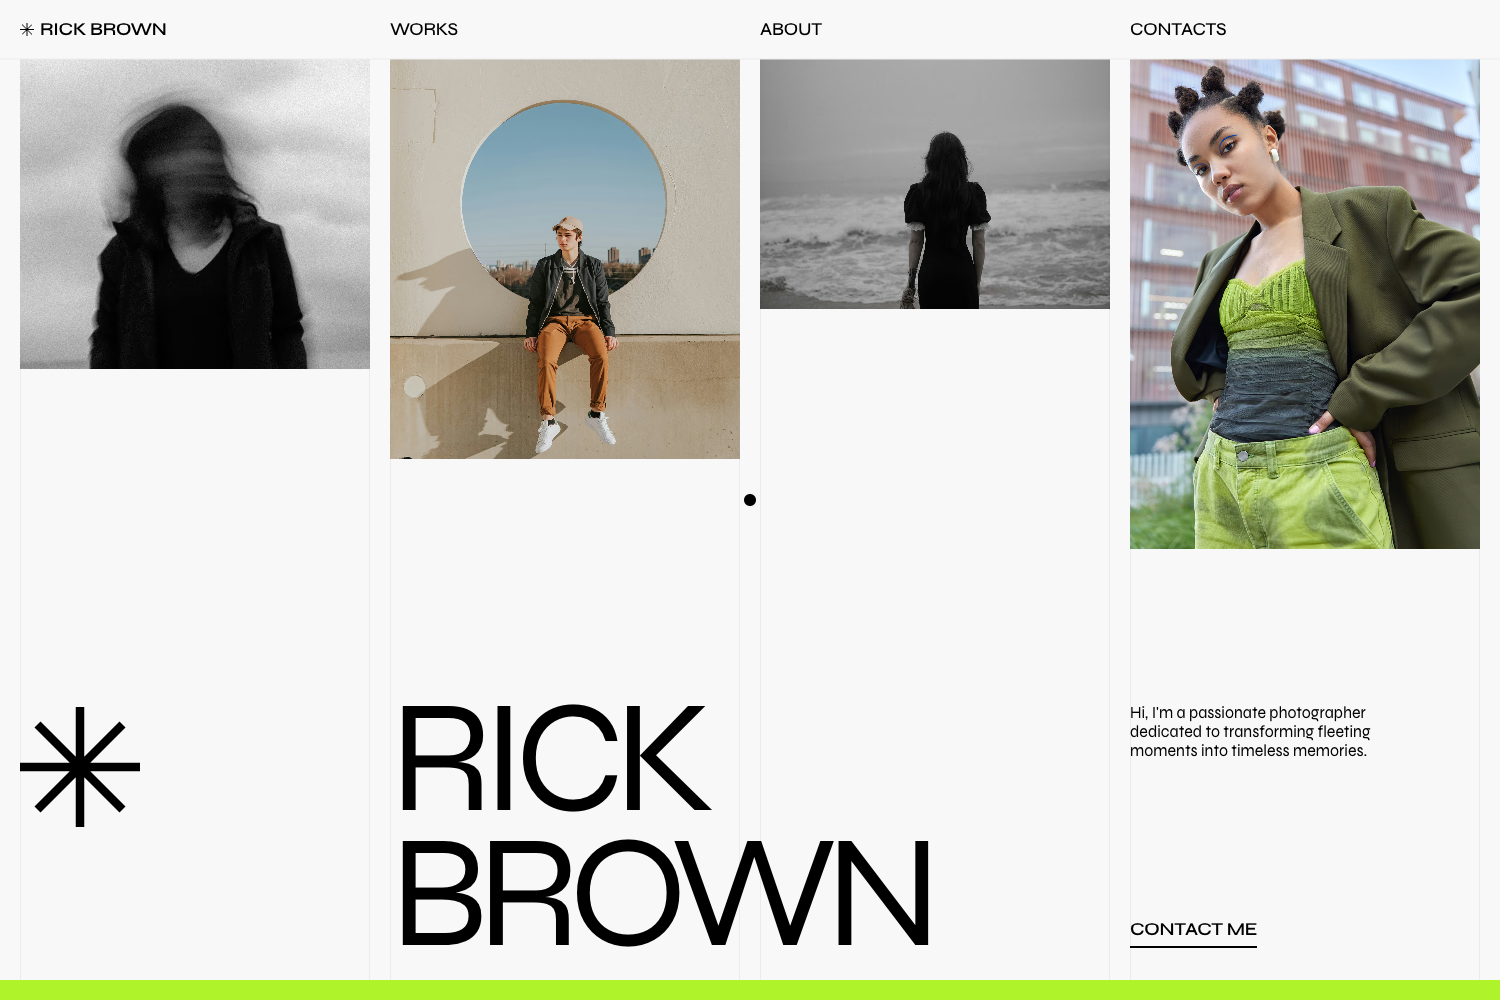 RICK BROWN
WORKS
ABOUT
CONTACTS
RICK
BROWN
Hi, I'm a passionate photographer
dedicated to transforming fleeting
moments into timeless memories.
CONTACT ME